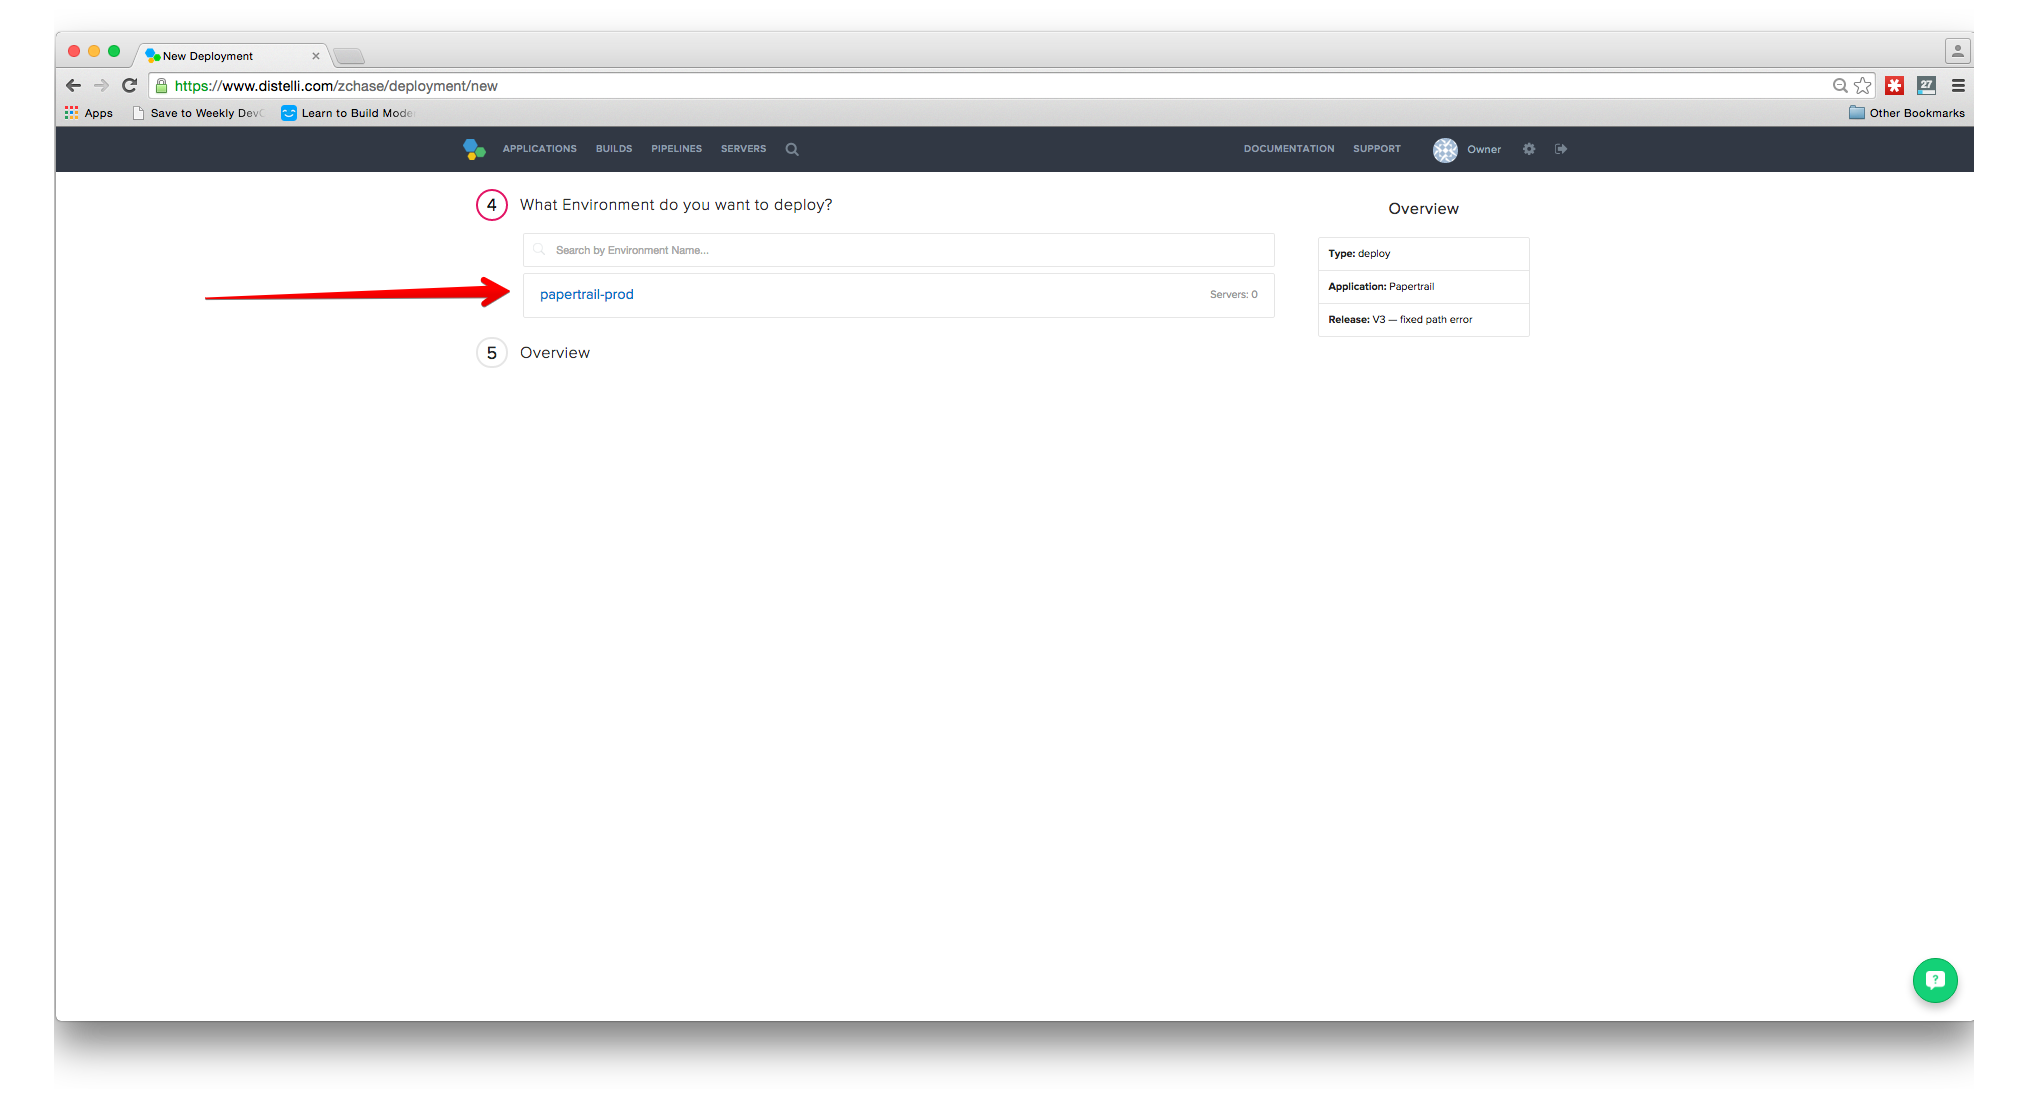 New Deployment
https://www.distelli.com/zchase/deployment/new
27
Apps
Save to Weekly Dev
Learn to Build Mode
Other Bookmarks
APPLICATIONS BUILDS PIPELINES SERVERS
DOCUMENTATION SUPPORT Owner
4 What Environment do you want to deploy?
Search by Environment Name...
papertrail-prod Servers: 0
5 Overview
Overview
Type: deploy
Application: Papertrail
Release: V3 — fixed path error
?